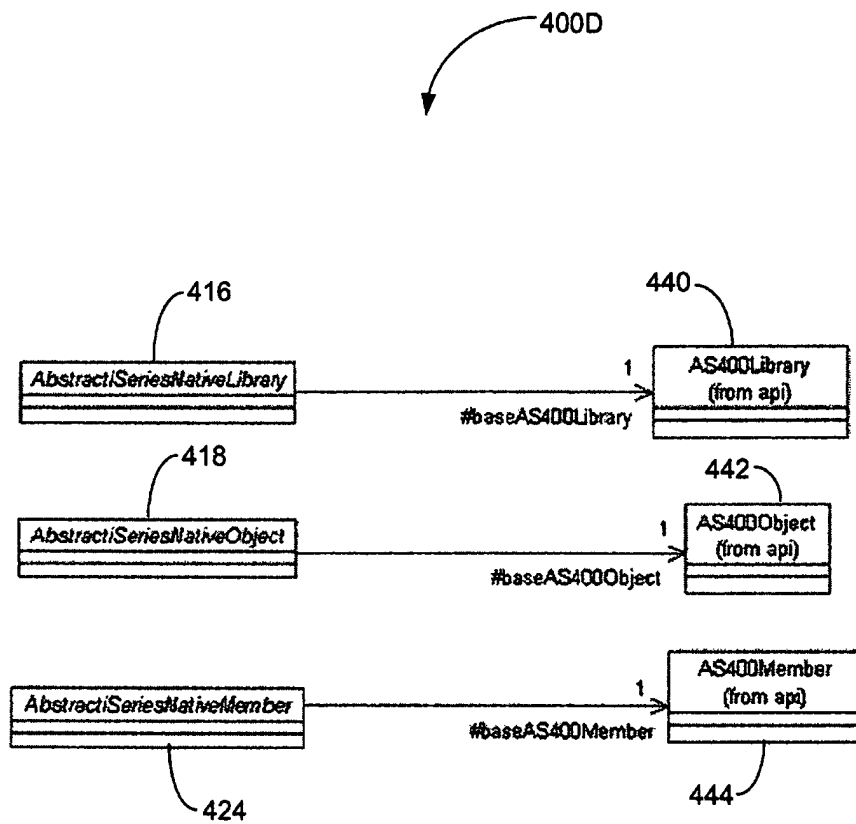 400D
416
440
AbstractiSeriesNativeLibrary
1
AS400Library
(from api)
#baseAS400Library
418
442
AbstractiSeriesNativeObject
1
AS400Object
(from api)
#baseAS400Object
AbstractiSeriesNativeMember
1
AS400Member
(from api)
#baseAS400Member
424
444